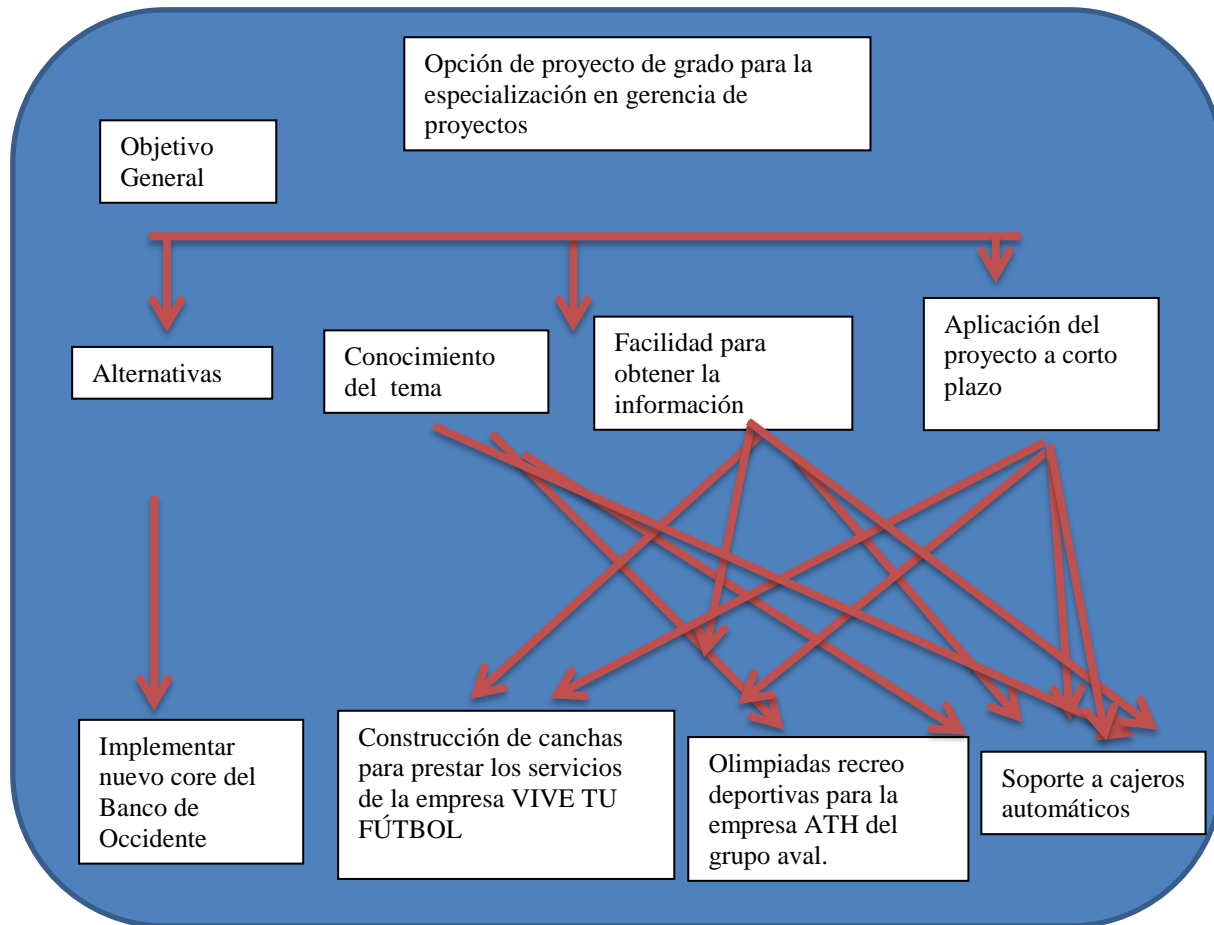 Opción de proyecto de grado para la
especialización en gerencia de
proyectos
Objetivo
General
Alternativas
Conocimiento
del tema
Facilidad para
obtener la
información
Aplicación del
proyecto a corto
plazo
Implementar
nuevo core del
Banco de
Occidente
Construcción de canchas
para prestar los servicios
de la empresa VIVE TU
FÚTBOL
Olimpiadas recreo
deportivas para la
empresa ATH del
grupo aval.
Soporte a cajeros
automáticos